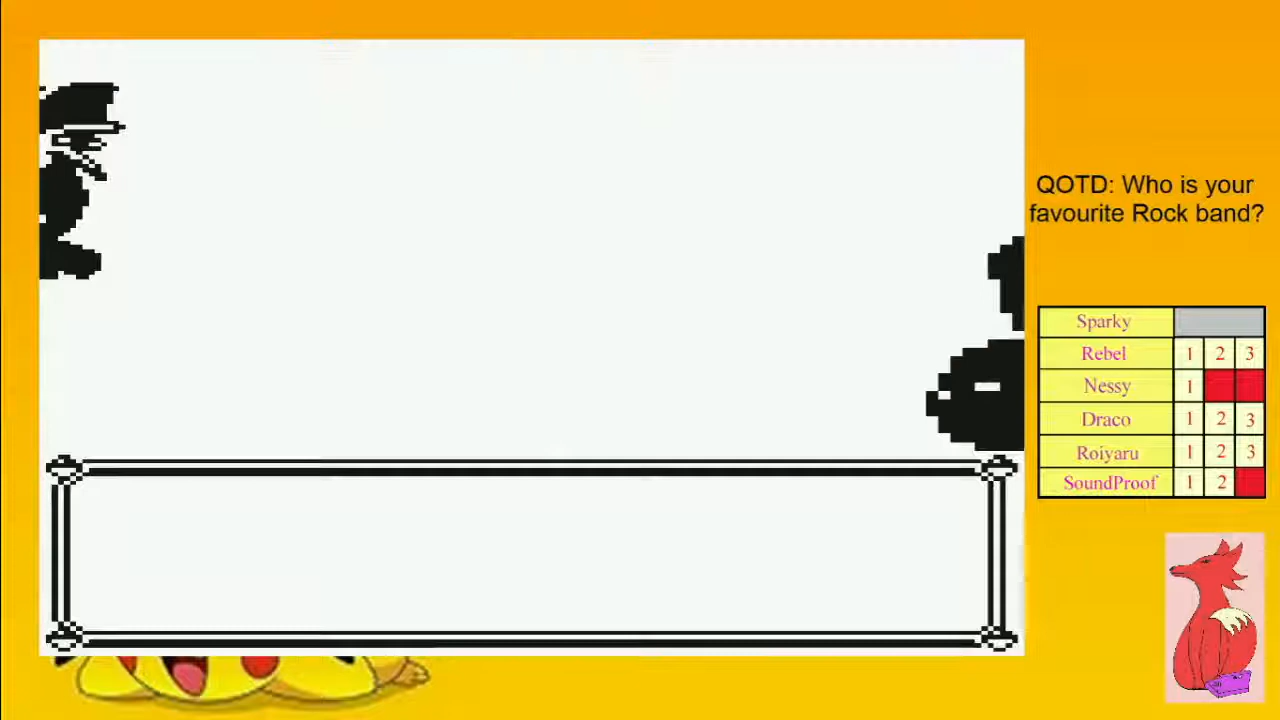 QOTD: Who is your
favourite Rock band?
Sparky
Rebel 1 2 3
Nessy 1
Draco 1 2 3
Roiyaru 1 2 3
SoundProof 1 2